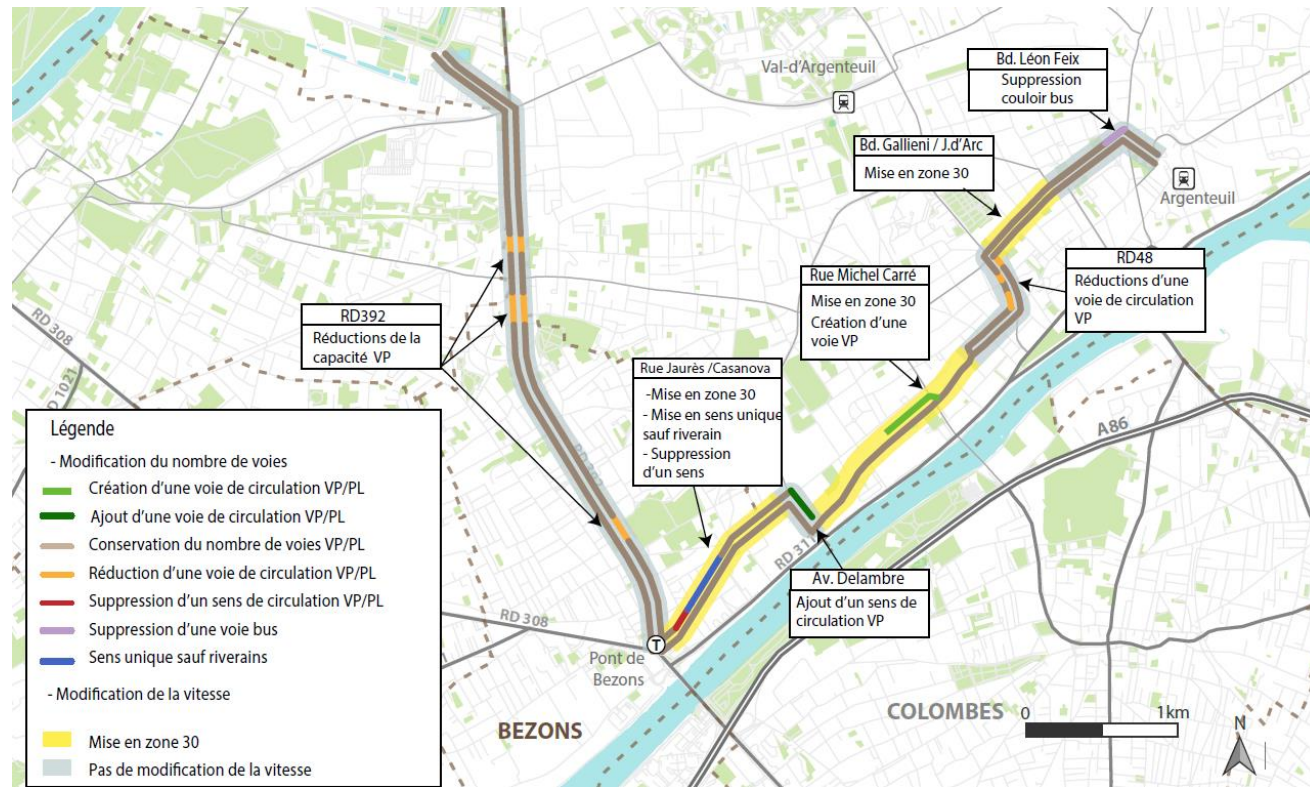 Val-d'Argenteuil
Bd. Léon Feix
Suppression
couloir bus
Bd. Gallieni / J.d'Arc
Mise en zone 30
Argenteuil
RD48
Réductions d'une
voie de circulation
VP
Rue Michel Carré
Mise en zone 30
Création d'une
voie VP
RD 308
RD 1021
RD392
Réductions de la
capacité VP
Rue Jaurès /Casanova
-Mise en zone 30
- Mise en sens unique
sauf riverain
- Suppression
d'un sens
A86
RD 392
RD 311
Av. Delambre
Ajout d'un sens de
circulation VP
RD 308
T
Pont de
Bezons
BEZONS
COLOMBES
0 1km
N
Légende
- Modification du nombre de voies
Création d'une voie de circulation VP/PL
Ajout d'une voie de circulation VP/PL
Conservation du nombre de voies VP/PL
Réduction d'une voie de circulation VP/PL
Suppression d'un sens de circulation VP/PL
Suppression d'une voie bus
Sens unique sauf riverains
- Modification de la vitesse
Mise en zone 30
Pas de modification de la vitesse